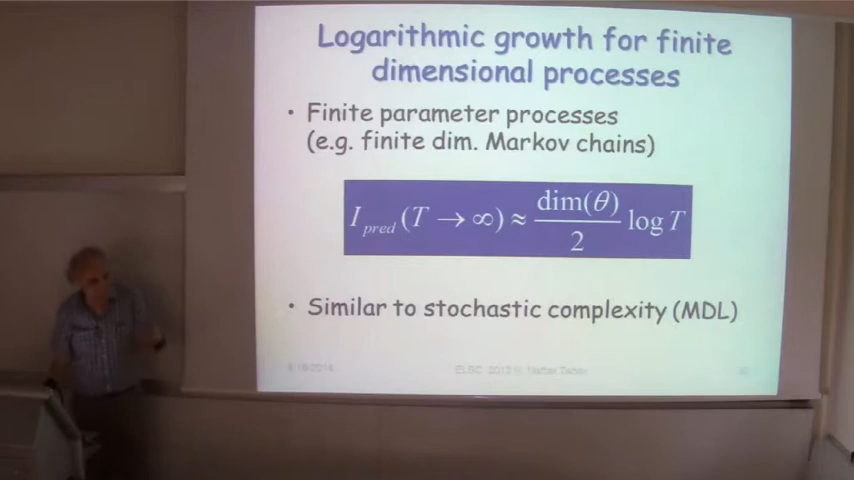 Logarithmic growth for finite
dimensional processes
• Finite parameter processes
(e.g. finite dim. Markov chains)
I_pred (T → ∞) ≈ dim(θ)/2 log T
• Similar to stochastic complexity (MDL)